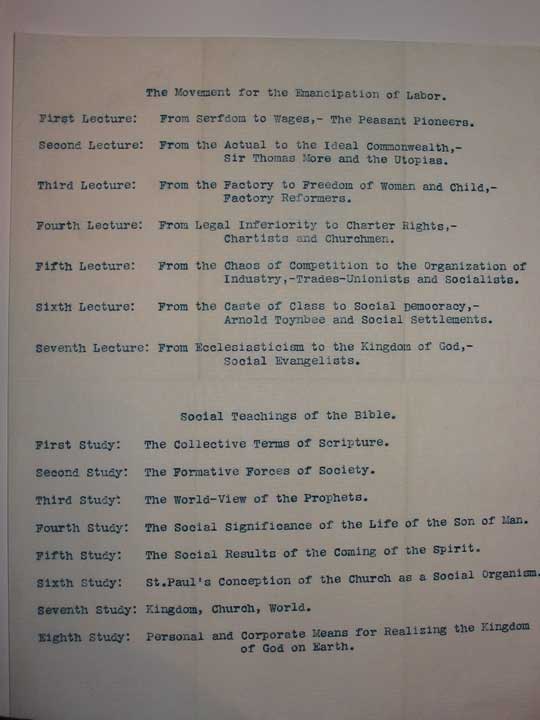 The Movement for the Emancipation of Labor.
First Lecture: From Serfdom to Wages,- The Peasant Pioneers.
Second Lecture: From the Actual to the Ideal Commonwealth,-
Sir Thomas More and the Utopias.
Third Lecture: From the Factory to Freedom of Woman and Child,-
Factory Reformers.
Fourth Lecture: From Legal Inferiority to Charter Rights,-
Chartists and Churchmen.
Fifth Lecture: From the Chaos of Competition to the Organization of
Industry,-Trades-Unionists and Socialists.
Sixth Lecture: From the Caste of Class to Social Democracy,-
Arnold Toynbee and Social Settlements.
Seventh Lecture: From Ecclesiasticism to the Kingdom of God,-
Social Evangelists.
Social Teachings of the Bible.
First Study: The Collective Terms of Scripture.
Second Study: The Formative Forces of Society.
Third Study: The World-View of the Prophets.
Fourth Study: The Social Significance of the Life of the Son of Man.
Fifth Study: The Social Results of the Coming of the Spirit.
Sixth Study: St.Paul's Conception of the Church as a Social Organism.
Seventh Study: Kingdom, Church, World.
Eighth Study: Personal and Corporate Means for Realizing the Kingdom
of God on Earth.